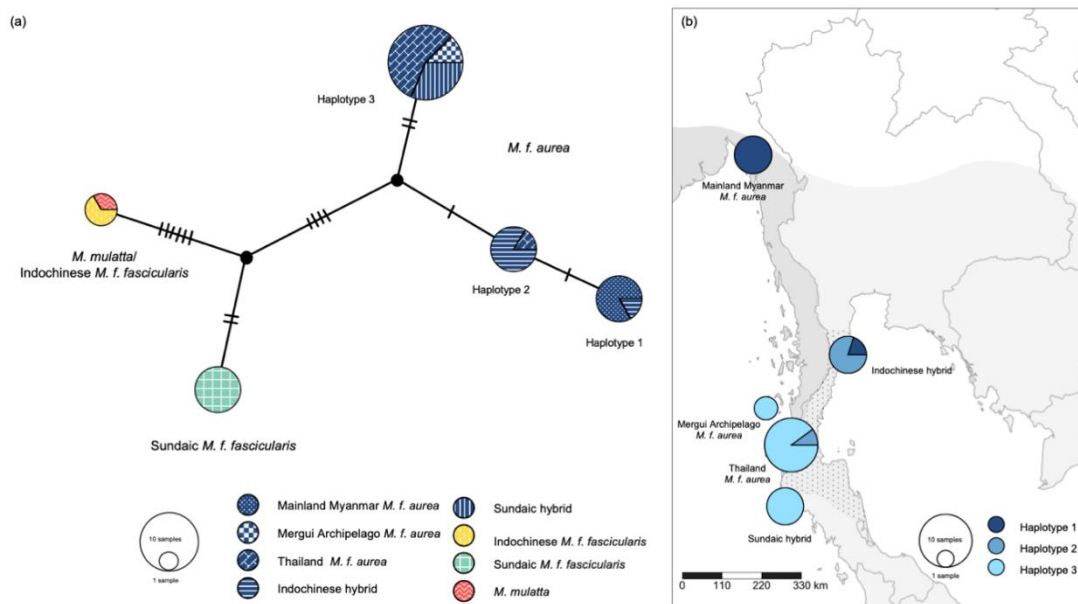 (a)
Haplotype 3
M. f. aurea
M. mulatta/
Indochinese M. f. fascicularis
Haplotype 2
Haplotype 1
Sundaic M. f. fascicularis
10 samples
1 sample
Mainland Myanmar M. f. aurea
Mergui Archipelago M. f. aurea
Thailand M. f. aurea
Indochinese hybrid
Sundaic hybrid
Indochinese M. f. fascicularis
Sundaic M. f. fascicularis
M. mulatta
(b)
Mainland Myanmar
M. f. aurea
Indochinese hybrid
Mergui Archipelago
M. f. aurea
Thailand
M. f. aurea
Sundaic hybrid
10 samples
1 sample
Haplotype 1
Haplotype 2
Haplotype 3
0 110 220 330 km